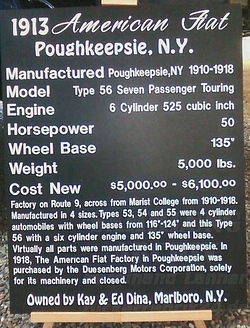 1913 American Fiat
Poughkeepsie, N.Y.
Manufactured Poughkeepsie,NY 1910-1918
Model Type 56 Seven Passenger Touring
Engine 6 Cylinder 525 cubic inch
Horsepower 50
Wheel Base 135"
Weight 5,000 lbs.
Cost New $5,000.00 - $6,100.00
Factory on Route 9, across from Marist College from 1910-1918.
Manufactured in 4 sizes. Types 53, 54 and 55 were 4 cylinder
automobiles with wheel bases from 116"-124" and this Type
56 with a six cylinder engine and 135" wheel base.
Virtually all parts were manufactured in Poughkeepsie. In
1918, The American Fiat Factory in Poughkeepsie was
purchased by the Duesenberg Motors Corporation, solely
for its machinery and closed.
Owned by Kay & Ed Dina, Marlboro, N.Y.